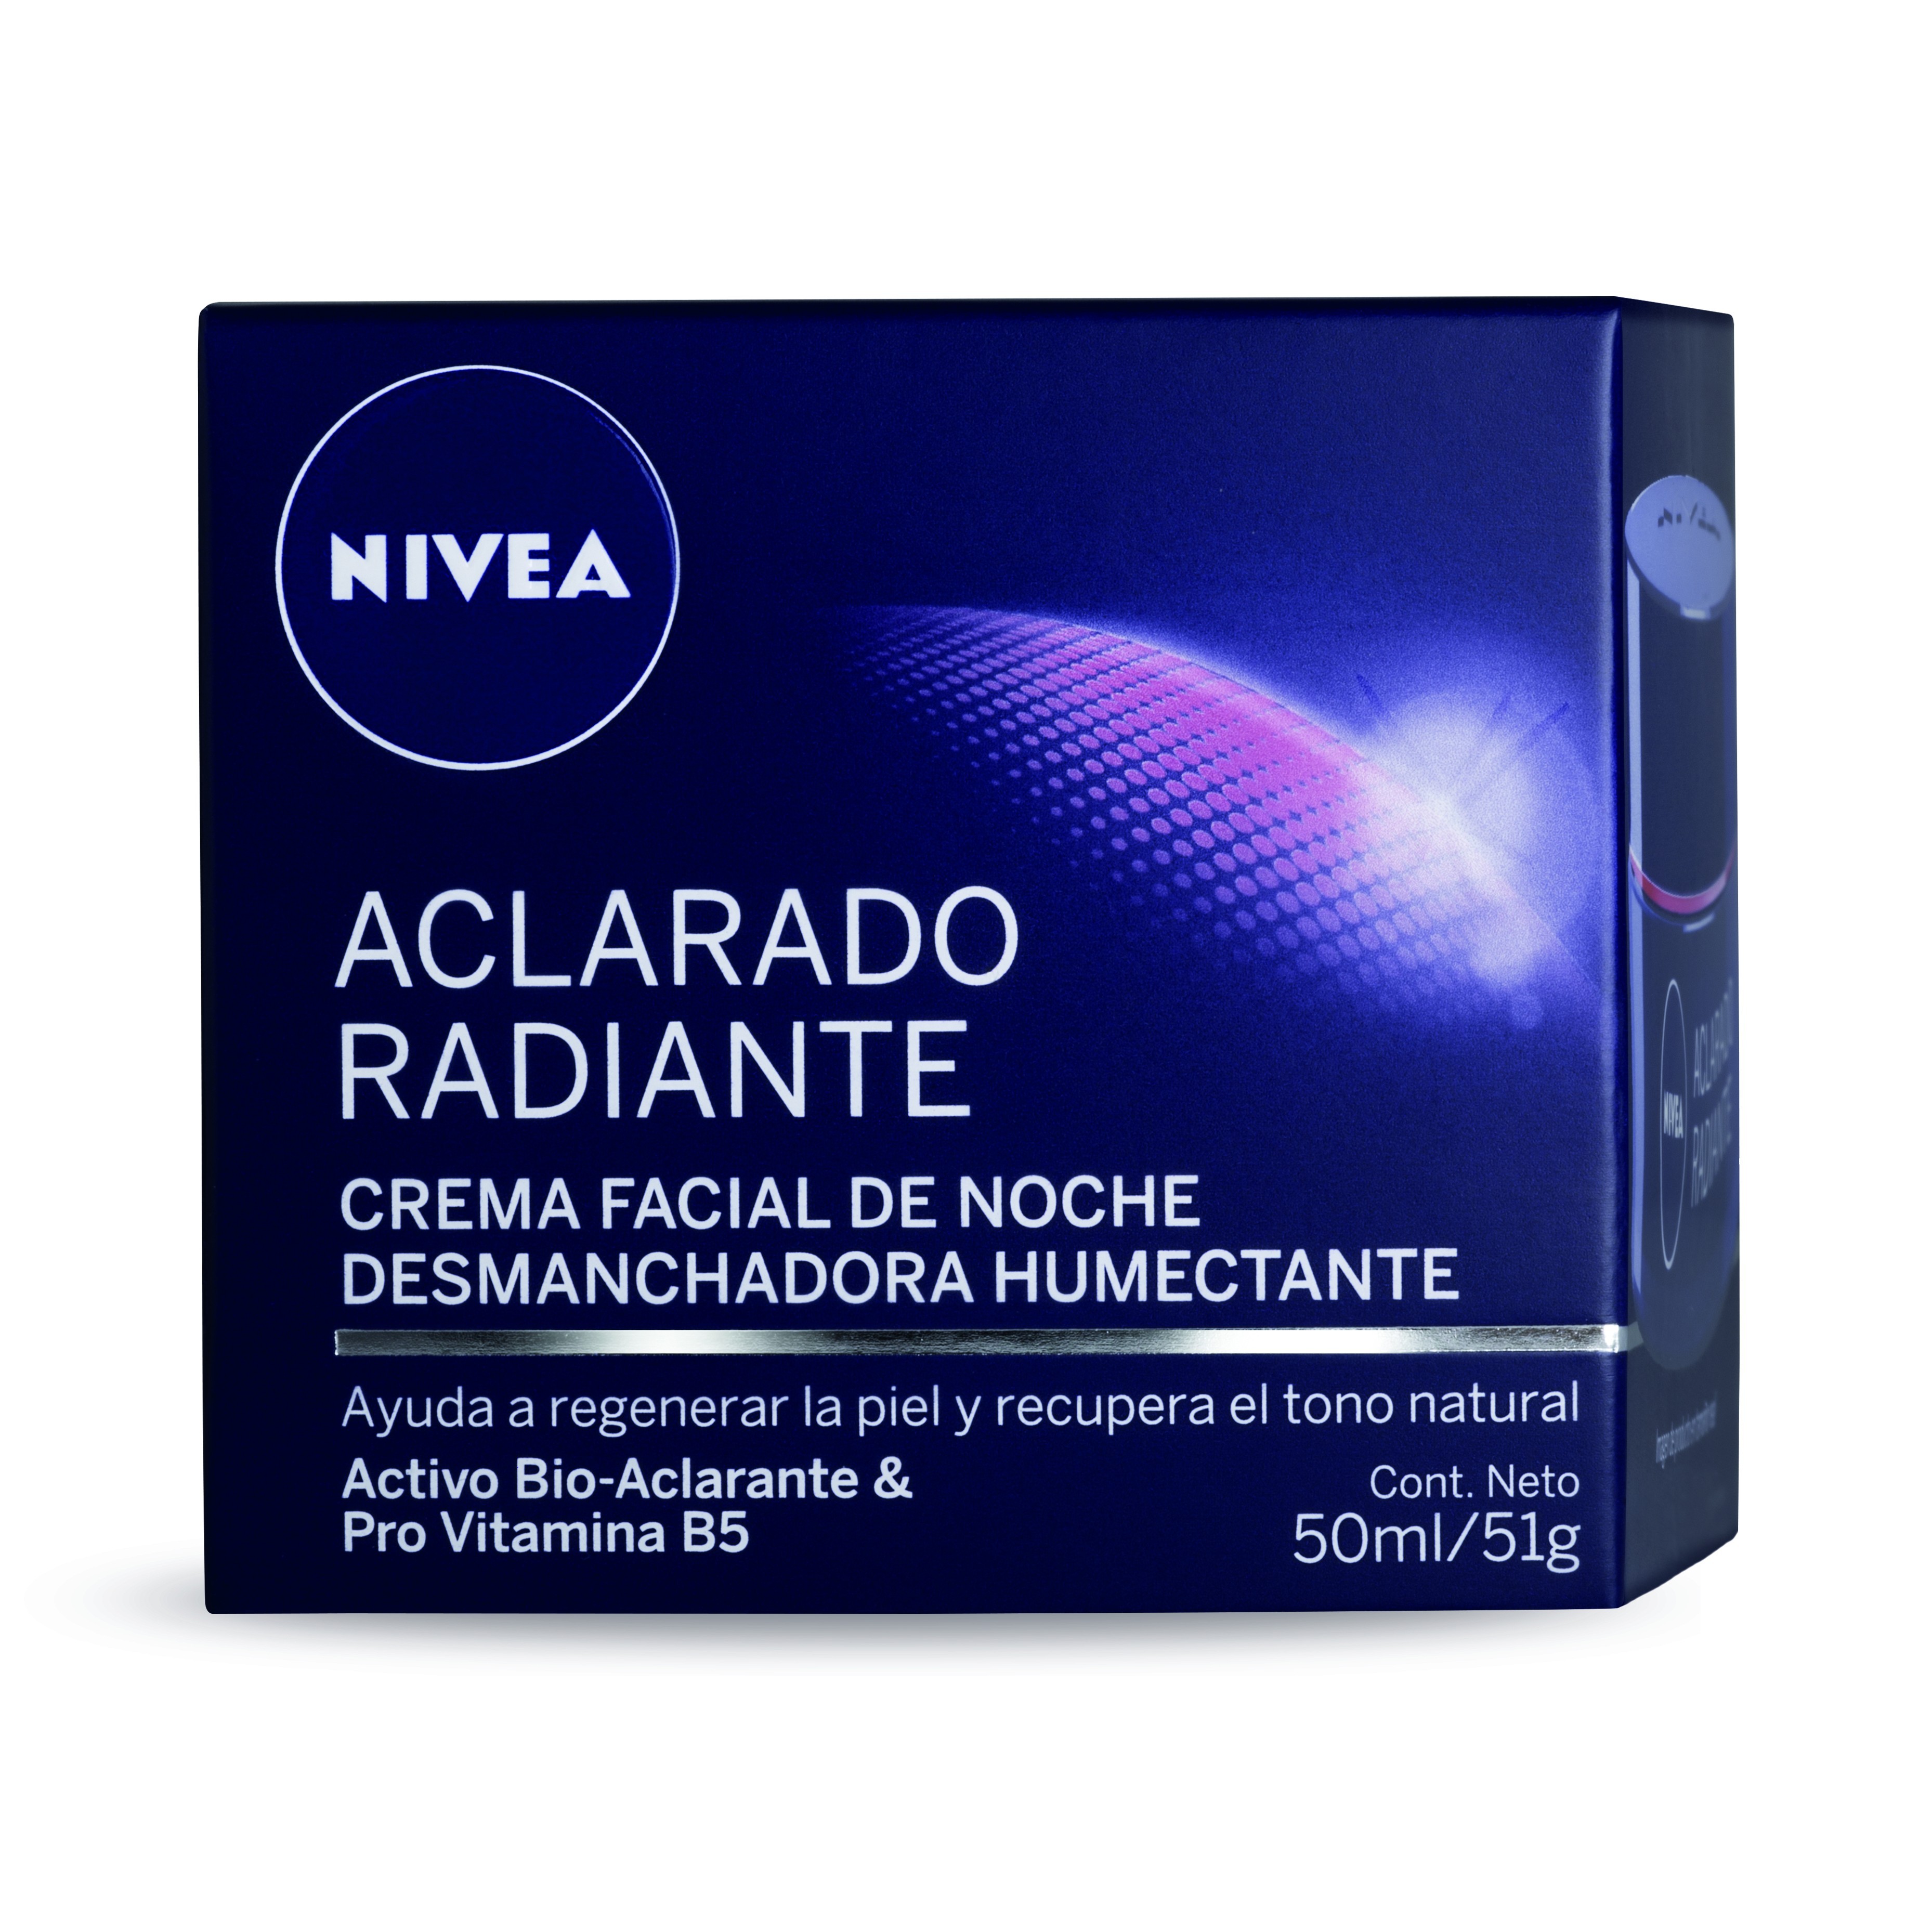 NIVEA
ACLARADO
RADIANTE
CREMA FACIAL DE NOCHE
DESMANCHADORA HUMECTANTE
Ayuda a regenerar la piel y recupera el tono natural
Activo Bio-Aclarante &
Pro Vitamina B5
Cont. Neto
50ml/51g
NIVEA
ACLARADO
RADIANTE